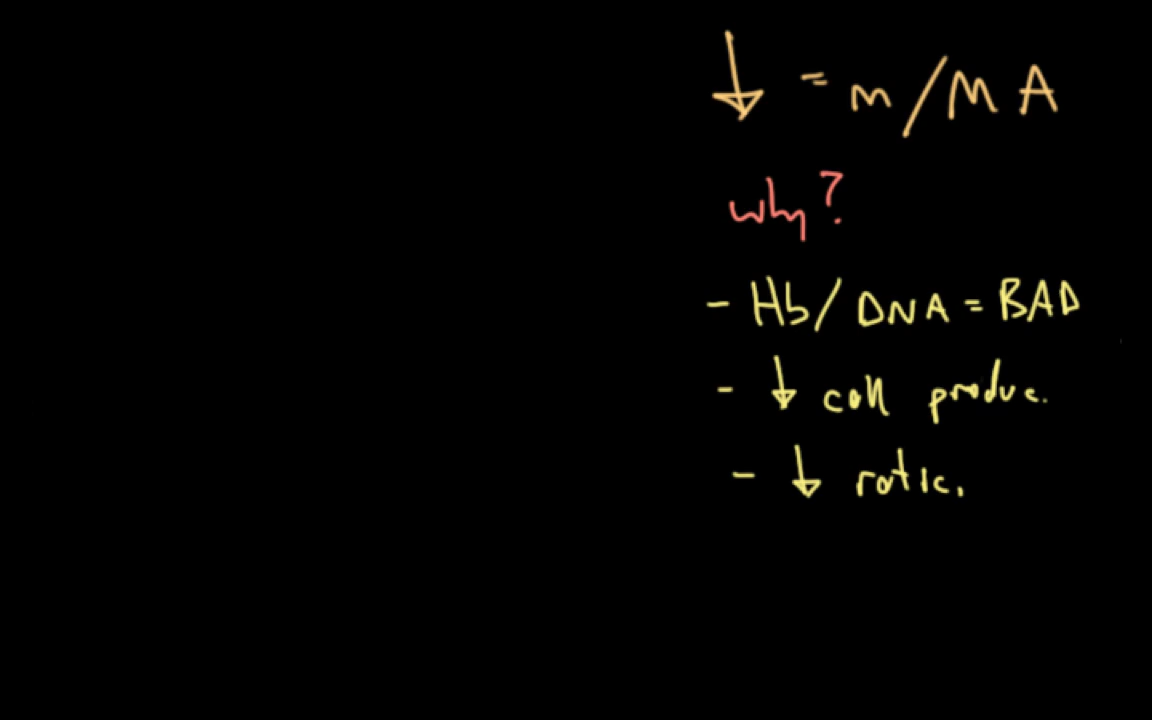 ↓ = m/MA
why?
- Hb/DNA = BAD
- ↓ cell produc.
- ↓ retic.